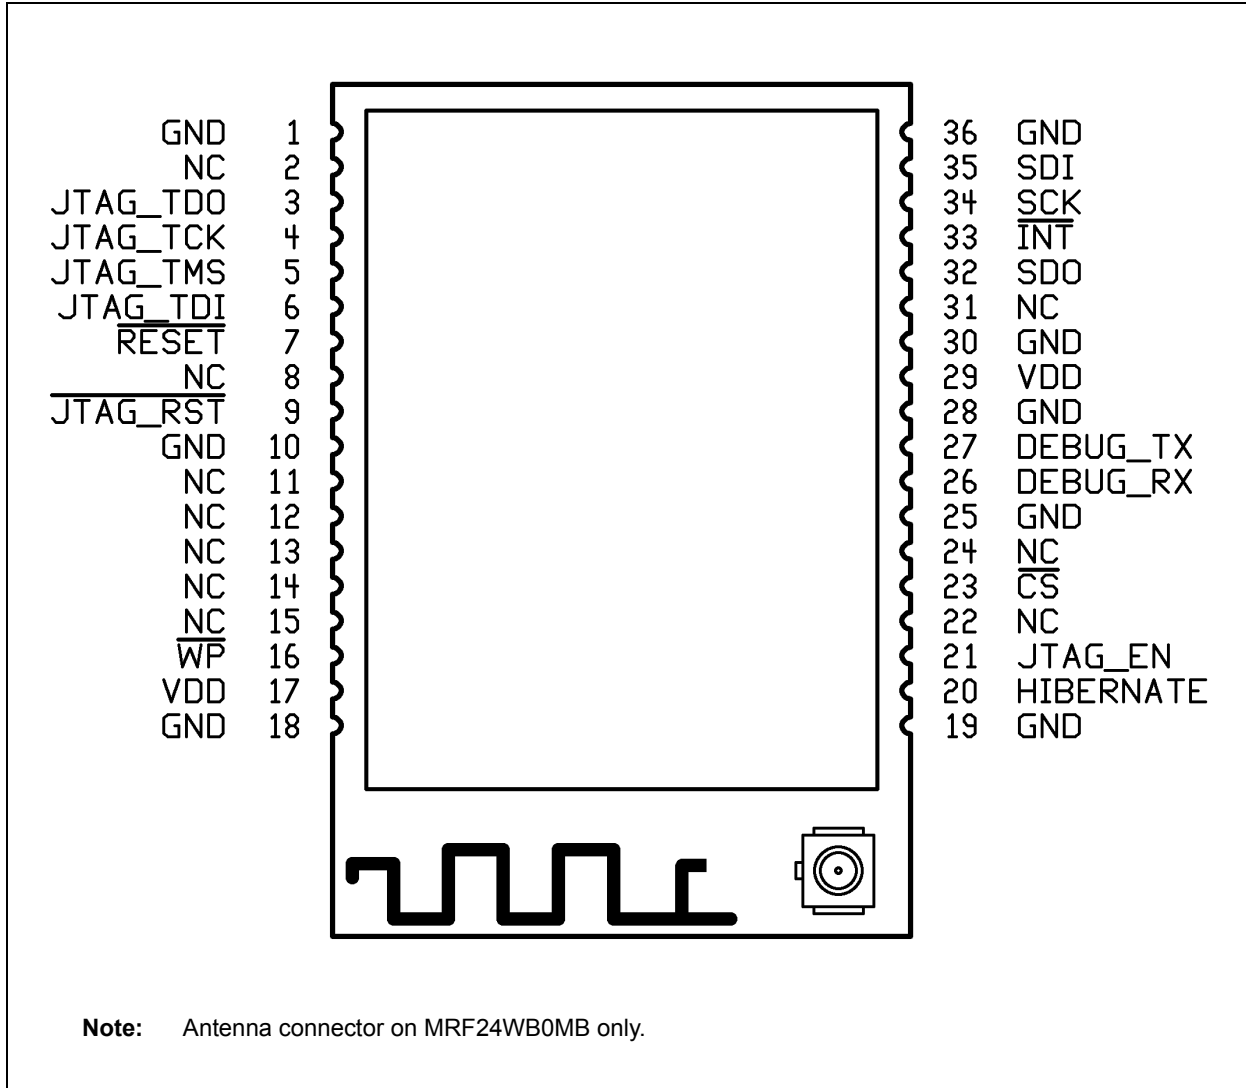 GND 1 36 GND
NC 2 35 SDI
JTAG_TDO 3 34 SCK
JTAG_TCK 4 33 INT
JTAG_TMS 5 32 SDO
JTAG_TDI 6 31 NC
RESET 7 30 GND
NC 8 29 VDD
JTAG_RST 9 28 GND
GND 10 27 DEBUG_TX
NC 11 26 DEBUG_RX
NC 12 25 GND
NC 13 24 NC
NC 14 23 CS
NC 15 22 NC
WP 16 21 JTAG_EN
VDD 17 20 HIBERNATE
GND 18 19 GND
Note: Antenna connector on MRF24WB0MB only.